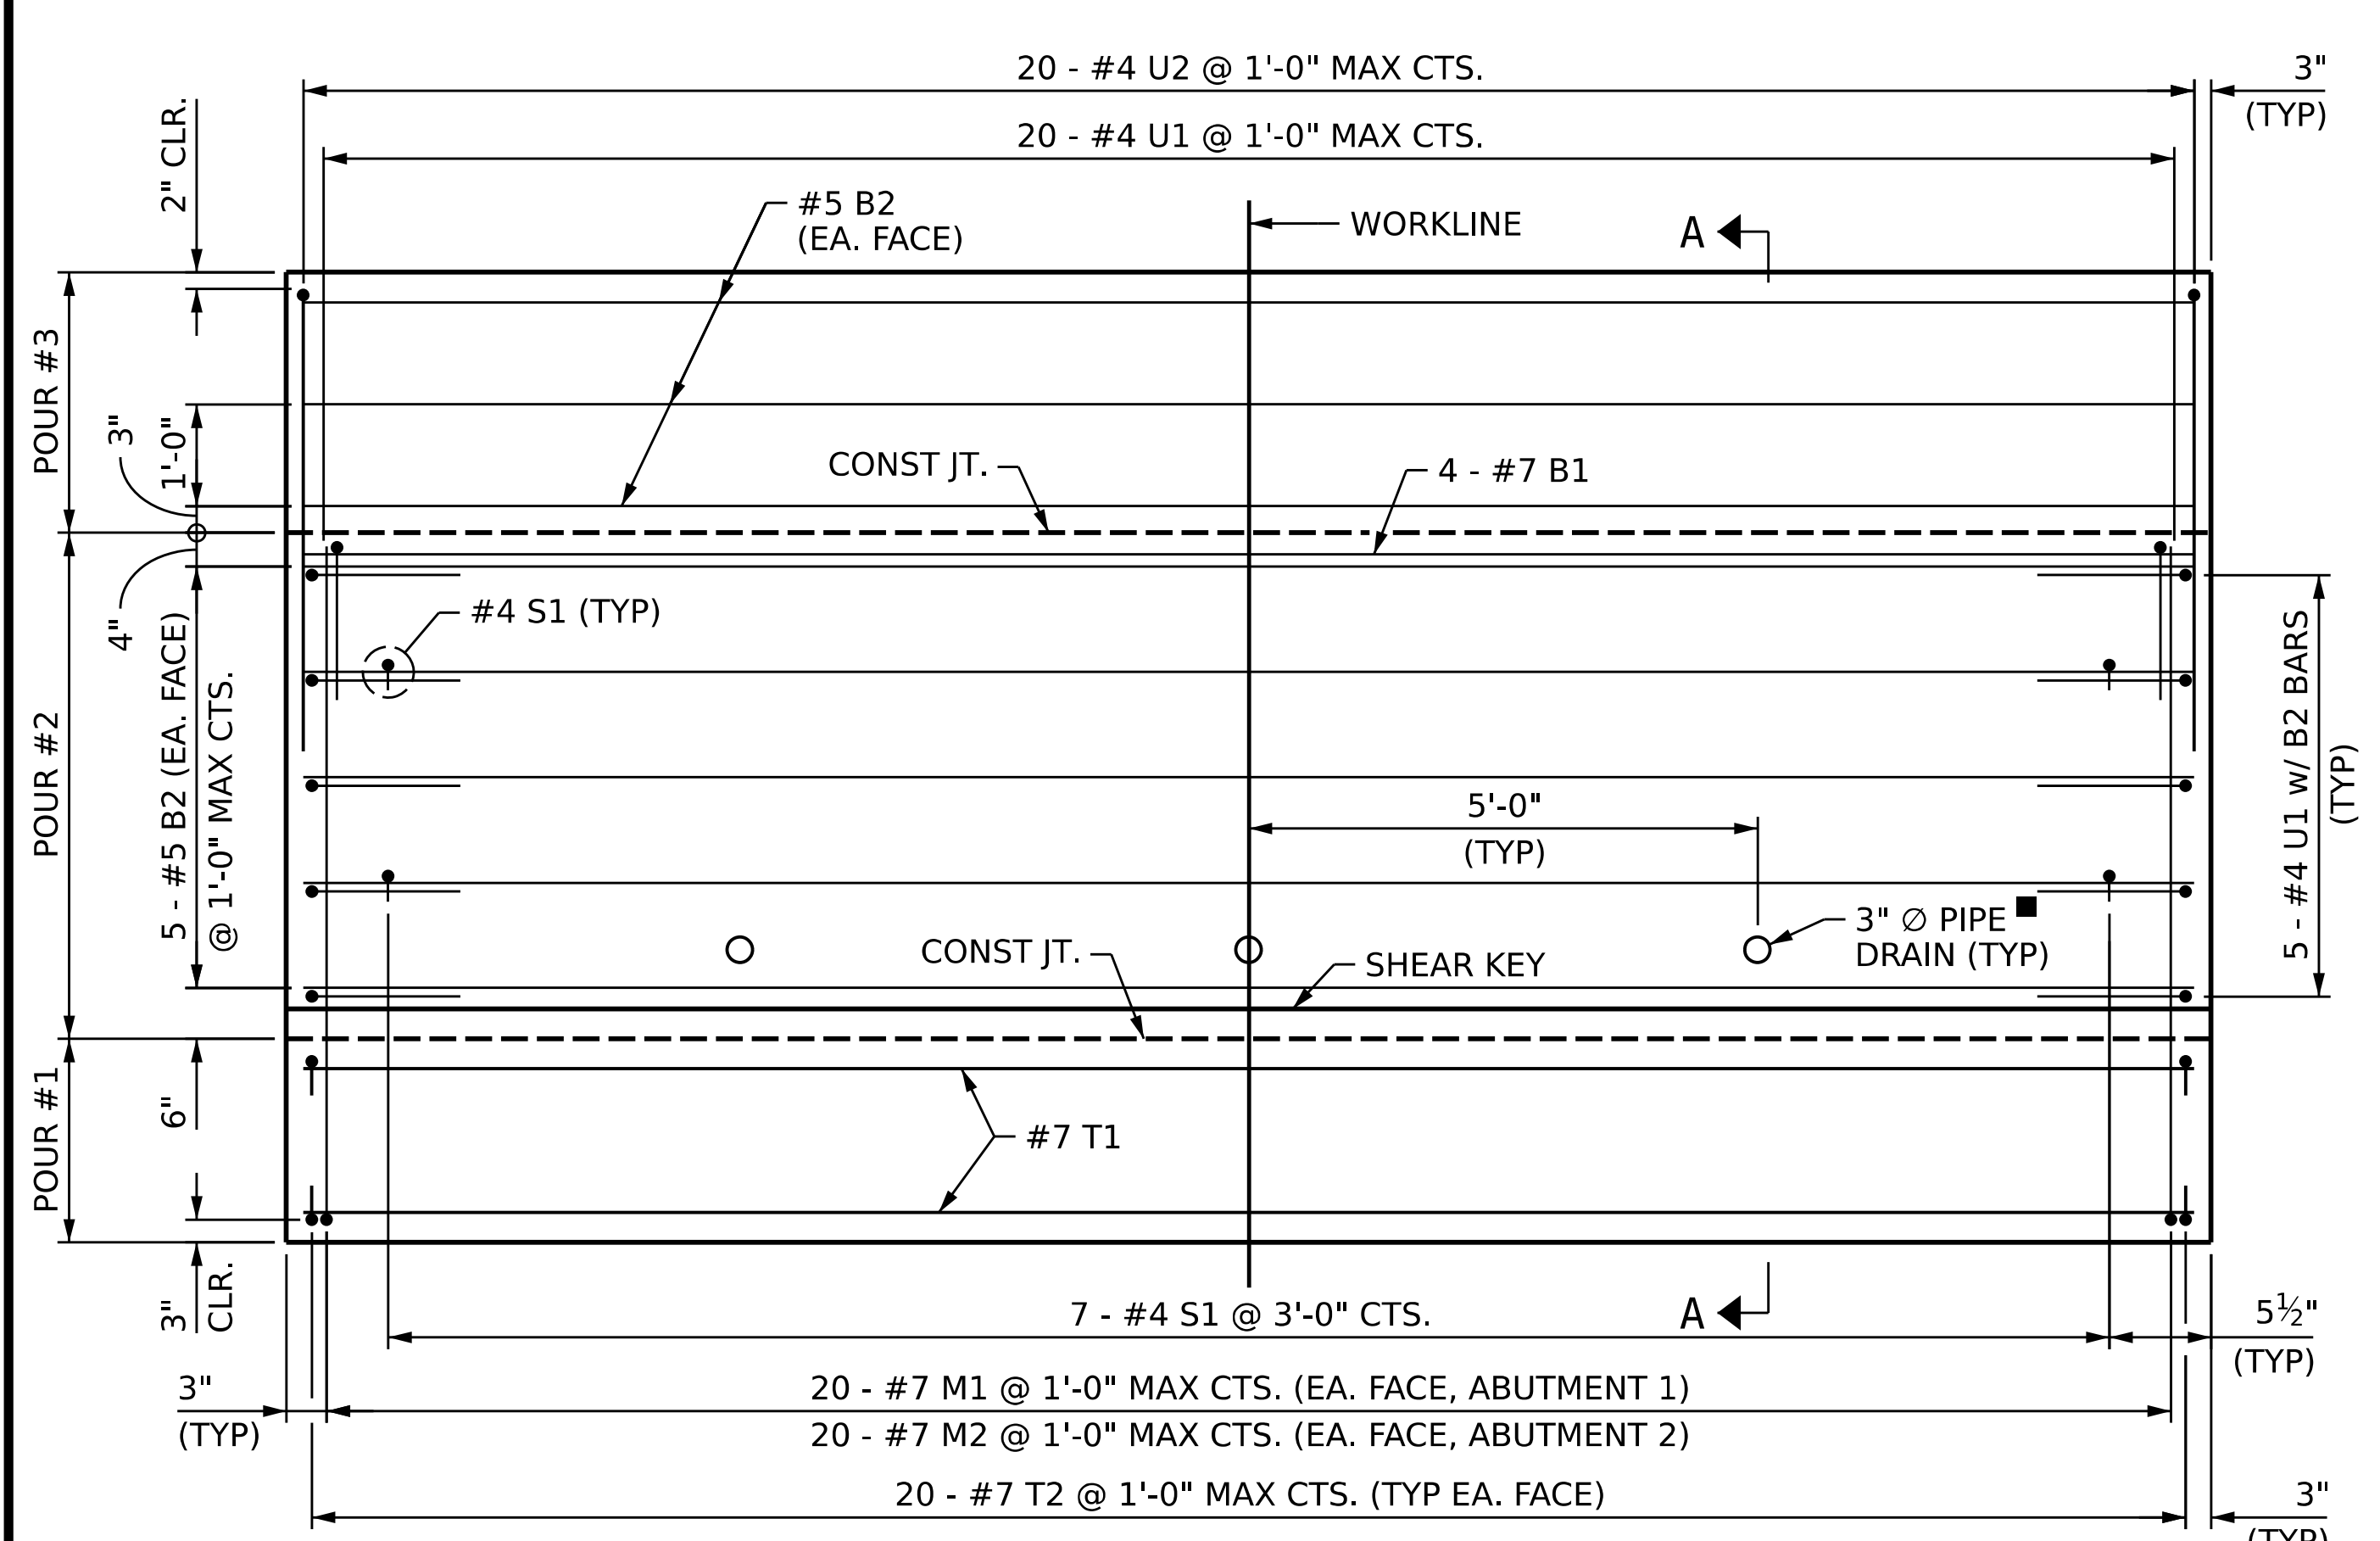 20 - #4 U2 @ 1'-0" MAX CTS.
3"
(TYP)
20 - #4 U1 @ 1'-0" MAX CTS.
2" CLR.
#5 B2
(EA. FACE)
WORKLINE
A
POUR #3
3"
1'-0"
CONST JT.
4 - #7 B1
4"
#4 S1 (TYP)
5 - #5 B2 (EA. FACE)
@ 1'-0" MAX CTS.
POUR #2
5 - #4 U1 w/ B2 BARS
(TYP)
5'-0"
(TYP)
3" ∅ PIPE ■
DRAIN (TYP)
CONST JT.
SHEAR KEY
POUR #1
6"
#7 T1
3"
CLR.
7 - #4 S1 @ 3'-0" CTS.
A
5½"
(TYP)
3"
(TYP)
20 - #7 M1 @ 1'-0" MAX CTS. (EA. FACE, ABUTMENT 1)
20 - #7 M2 @ 1'-0" MAX CTS. (EA. FACE, ABUTMENT 2)
20 - #7 T2 @ 1'-0" MAX CTS. (TYP EA. FACE)
3"
(TYP)